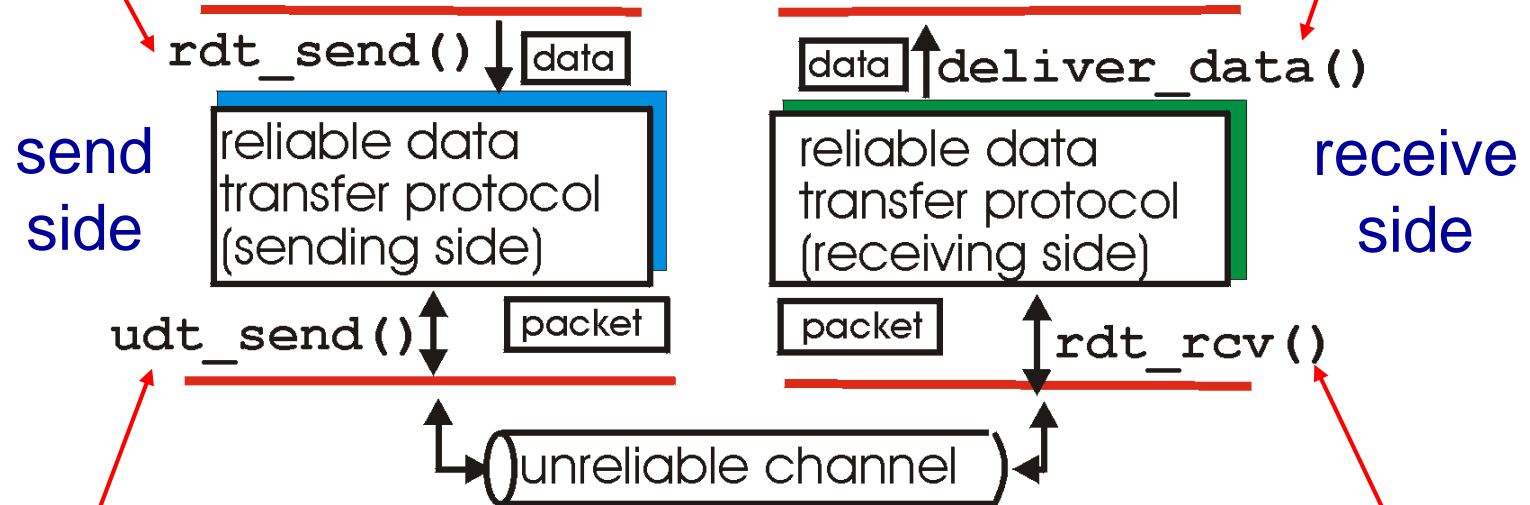 rdt_send()
data
data
deliver_data()
send
side
reliable data
transfer protocol
(sending side)
reliable data
transfer protocol
(receiving side)
receive
side
udt_send()
packet
packet
rdt_rcv()
unreliable channel